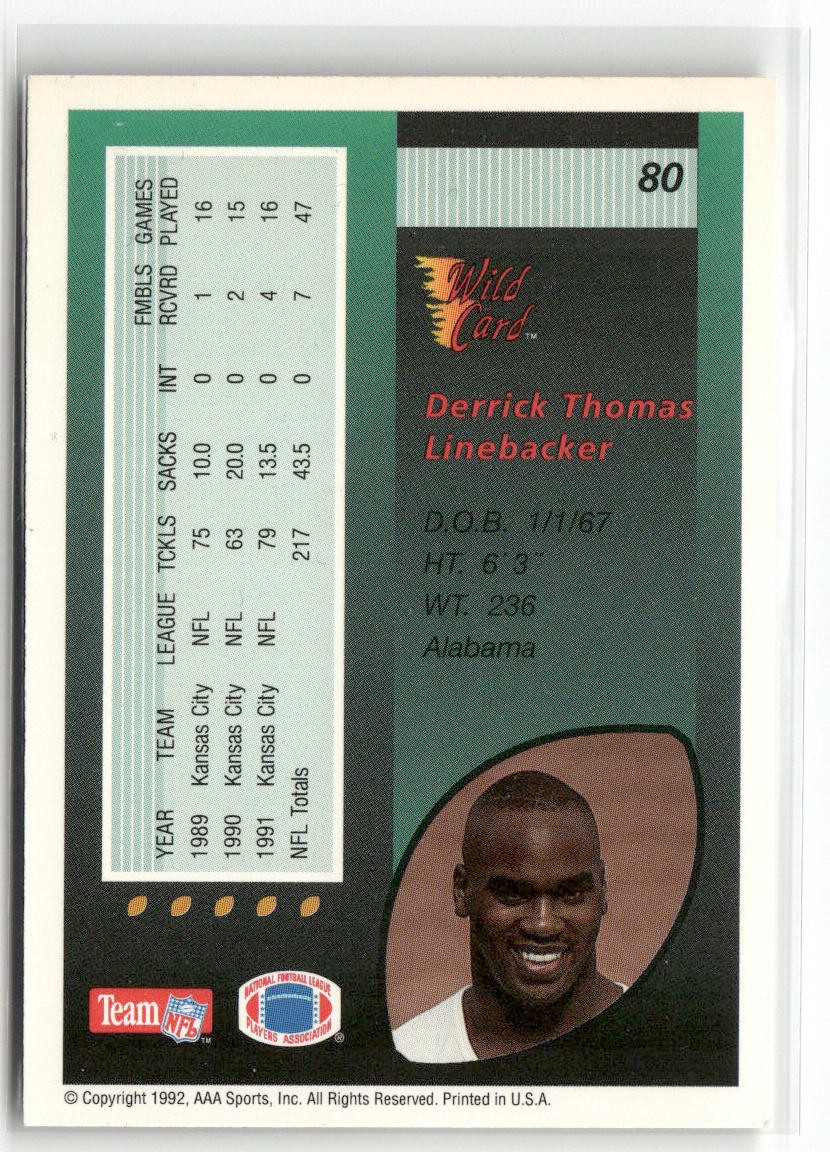 80
Wild
Card™
Derrick Thomas
Linebacker
D.O.B. 1/1/67
HT. 6'3"
WT. 236
Alabama
FMBLS GAMES
YEAR TEAM LEAGUE TCKLS SACKS INT RCVRD PLAYED
1989 Kansas City NFL 75 10.0 0 1 16
1990 Kansas City NFL 63 20.0 0 2 15
1991 Kansas City NFL 79 13.5 0 4 16
NFL Totals 217 43.5 0 7 47
Team NFL™
NATIONAL FOOTBALL LEAGUE
PLAYERS ASSOCIATION®
© Copyright 1992, AAA Sports, Inc. All Rights Reserved. Printed in U.S.A.